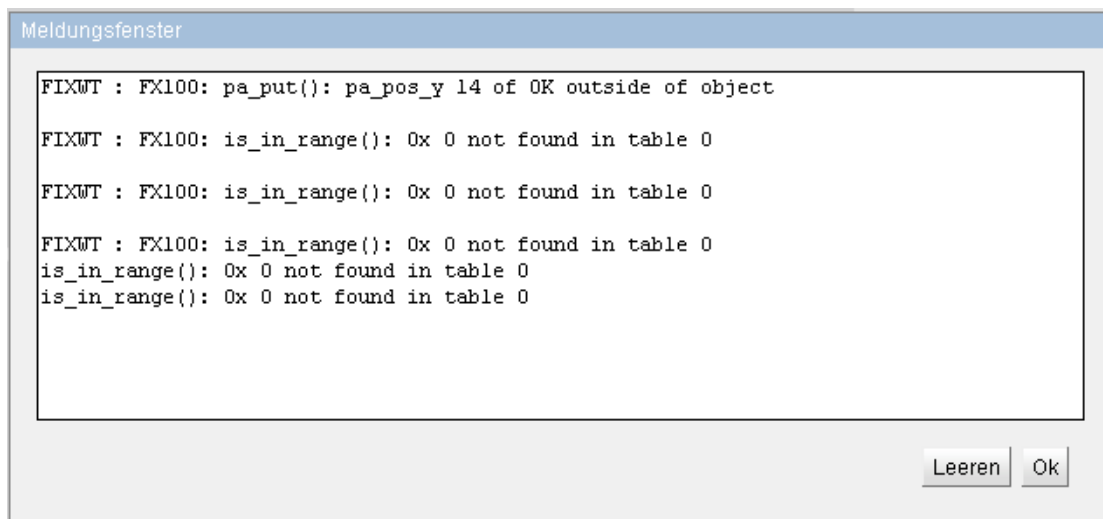 Meldungsfenster
FIXWT : FX100: pa_put(): pa_pos_y 14 of OK outside of object
FIXWT : FX100: is_in_range(): 0x 0 not found in table 0
FIXWT : FX100: is_in_range(): 0x 0 not found in table 0
FIXWT : FX100: is_in_range(): 0x 0 not found in table 0
is_in_range(): 0x 0 not found in table 0
is_in_range(): 0x 0 not found in table 0
Leeren Ok